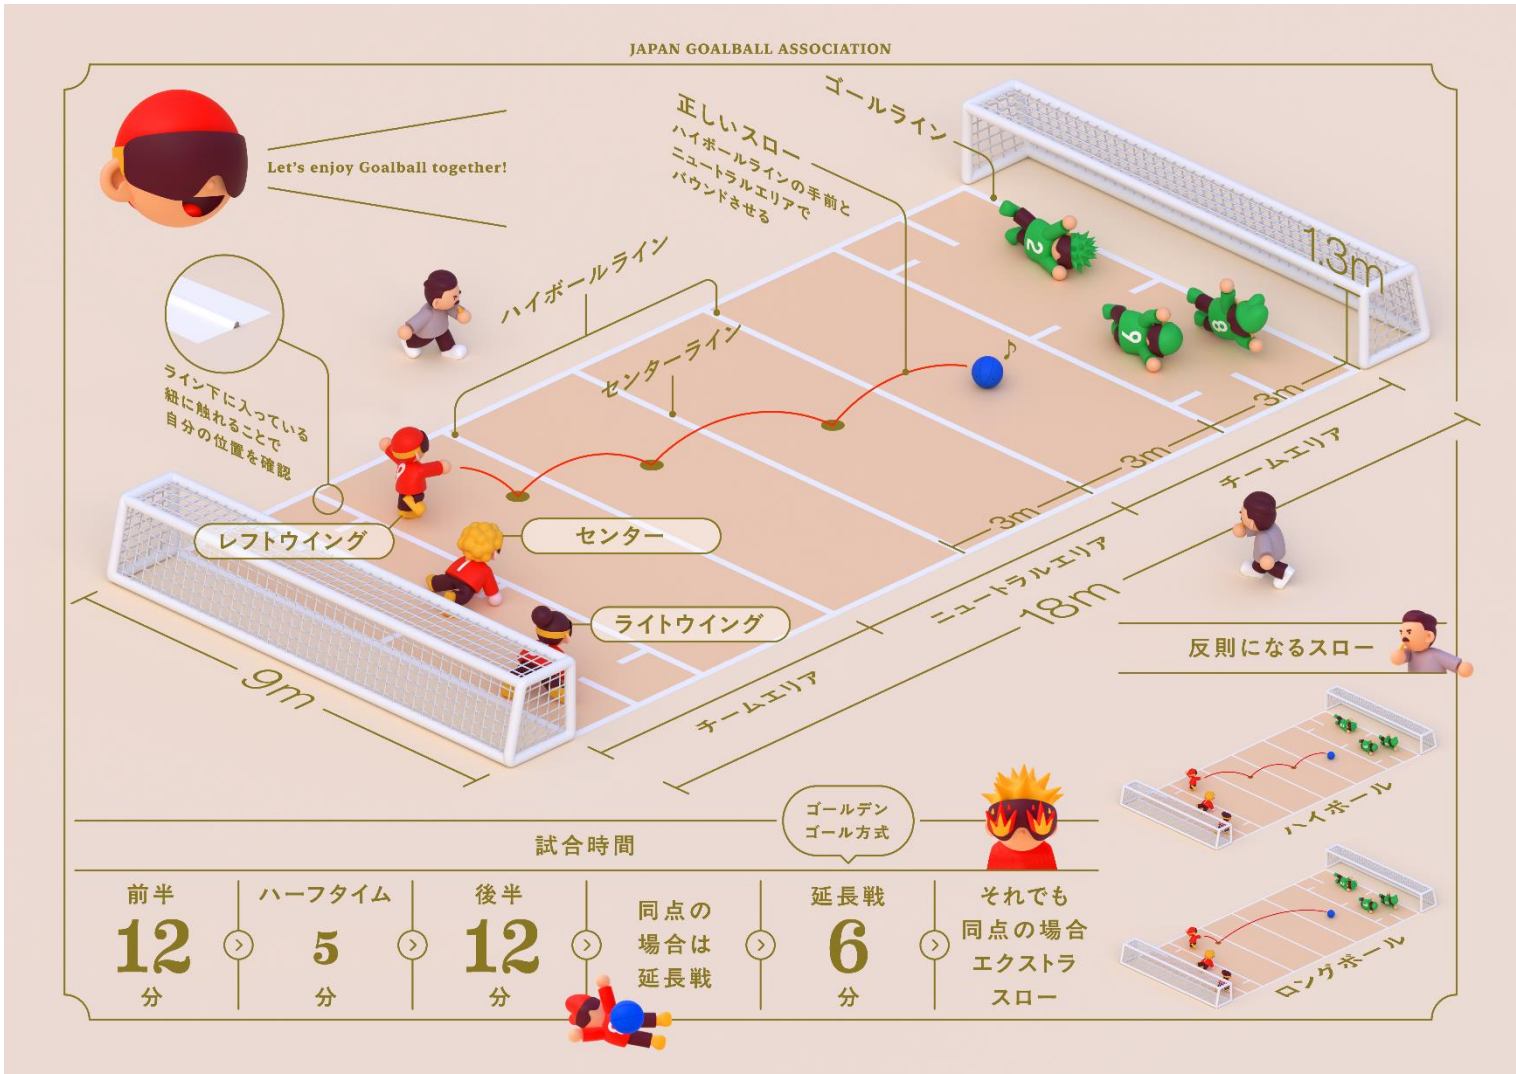 JAPAN GOALBALL ASSOCIATION
Let's enjoy Goalball together!
正しいスロー
ハイボールラインの手前と
ニュートラルエリアで
バウンドさせる
ゴールライン
1.3m
ハイボールライン
センターライン
♪
ライン下に入っている
紐に触れることで
自分の位置を確認
2
6
8
レフトウイング
センター
1
ライトウイング
3m
3m
3m
チームエリア
ニュートラルエリア
チームエリア
18m
9m
反則になるスロー
ハイボール
ロングボール
ゴールデン
ゴール方式
試合時間
前半
12
分
ハーフタイム
5
分
後半
12
分
同点の
場合は
延長戦
延長戦
6
分
それでも
同点の場合
エクストラ
スロー